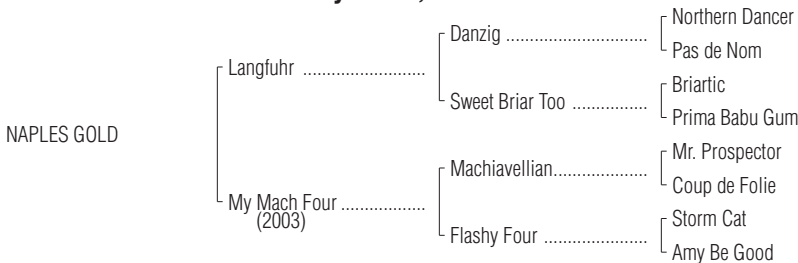 Northern Dancer
Danzig ..............................
Pas de Nom
Langfuhr ..........................
Briartic
Sweet Briar Too ................
Prima Babu Gum
NAPLES GOLD
Mr. Prospector
Machiavellian....................
Coup de Folie
My Mach Four ..................
(2003)
Storm Cat
Flashy Four ......................
Amy Be Good